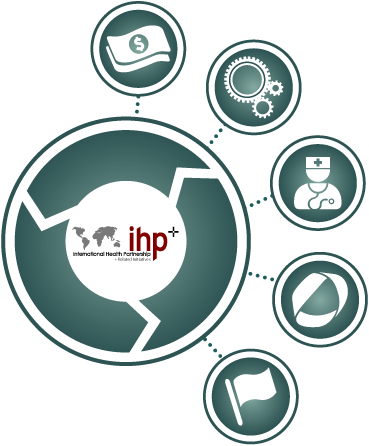 $
ihp+
International Health Partnership
+ Related Initiatives